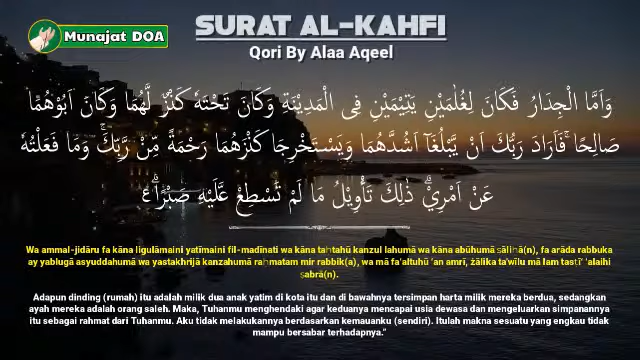 Munajat DOA
SURAT AL-KAHFI
Qori By Alaa Aqeel
وَاَمَّا الْجِدَارُ فَكَانَ لِغُلٰمَيْنِ يَتِيْمَيْنِ فِى الْمَدِيْنَةِ وَكَانَ تَحْتَهٗ كَنْزٌ لَّهُمَا وَكَانَ اَبُوْهُمَا
صَالِحًا ۚفَاَرَادَ رَبُّكَ اَنْ يَّبْلُغَآ اَشُدَّهُمَا وَيَسْتَخْرِجَا كَنْزَهُمَا رَحْمَةً مِّنْ رَّبِّكَۚ وَمَا فَعَلْتُهٗ
عَنْ اَمْرِيْۗ ذٰلِكَ تَأْوِيْلُ مَا لَمْ تَسْطِعْ عَّلَيْهِ صَبْرًاۗ ࣖ
Wa ammal-jidāru fa kāna ligulāmaini yatīmaini fil-madīnati wa kāna taḥtahū kanzul lahumā wa kāna abūhumā ṣāliḥā(n), fa arāda rabbuka
ay yablugā asyuddahumā wa yastakhrijā kanzahumā raḥmatam mir rabbik(a), wa mā fa‘altuhū ‘an amrī, żālika ta'wīlu mā lam tasṭi‘ ‘alaihi
ṣabrā(n).
Adapun dinding (rumah) itu adalah milik dua anak yatim di kota itu dan di bawahnya tersimpan harta milik mereka berdua, sedangkan
ayah mereka adalah orang saleh. Maka, Tuhanmu menghendaki agar keduanya mencapai usia dewasa dan mengeluarkan simpanannya
itu sebagai rahmat dari Tuhanmu. Aku tidak melakukannya berdasarkan kemauanku (sendiri). Itulah makna sesuatu yang engkau tidak
mampu bersabar terhadapnya.”